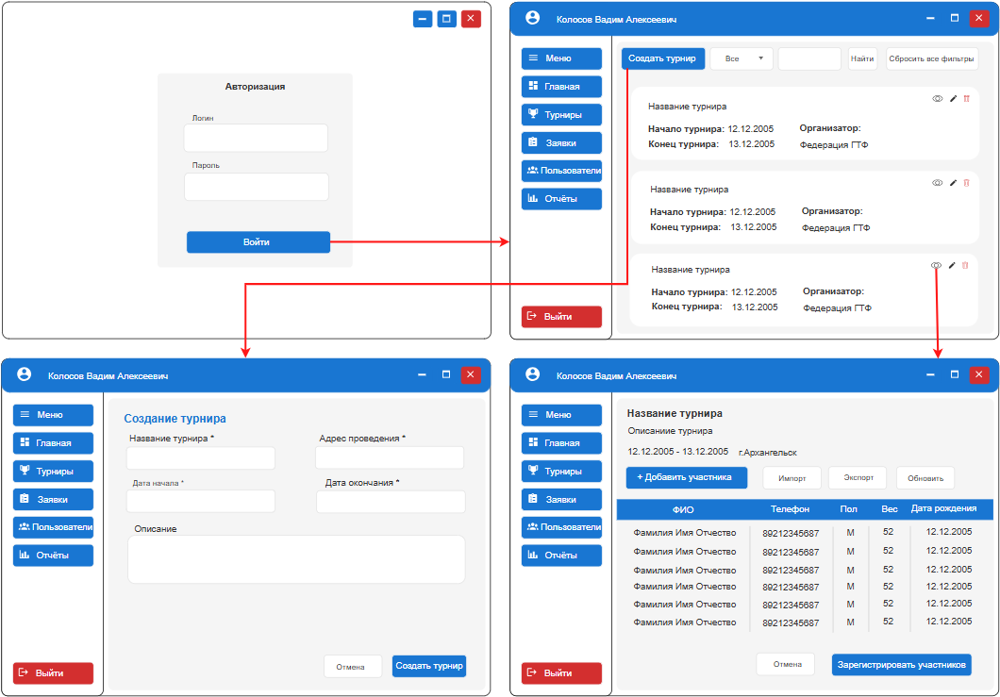 Авторизация
Логин
Пароль
Войти
Колосов Вадим Алексеевич
Меню
Главная
Турниры
Заявки
Пользователи
Отчёты
Выйти
Создать турнир Все Найти Сбросить все фильтры
Название турнира
Начало турнира: 12.12.2005 Организатор:
Конец турнира: 13.12.2005 Федерация ГТФ
Название турнира
Начало турнира: 12.12.2005 Организатор:
Конец турнира: 13.12.2005 Федерация ГТФ
Название турнира
Начало турнира: 12.12.2005 Организатор:
Конец турнира: 13.12.2005 Федерация ГТФ
Колосов Вадим Алексеевич
Меню
Главная
Турниры
Заявки
Пользователи
Отчёты
Выйти
Создание турнира
Название турнира * Адрес проведения *
Дата начала * Дата окончания *
Описание
Отмена Создать турнир
Колосов Вадим Алексеевич
Меню
Главная
Турниры
Заявки
Пользователи
Отчёты
Выйти
Название турнира
Описаниие турнира
12.12.2005 - 13.12.2005 г.Архангельск
+ Добавить участника Импорт Экспорт Обновить
ФИО Телефон Пол Вес Дата рождения
Фамилия Имя Отчество 89212345687 М 52 12.12.2005
Фамилия Имя Отчество 89212345687 М 52 12.12.2005
Фамилия Имя Отчество 89212345687 М 52 12.12.2005
Фамилия Имя Отчество 89212345687 М 52 12.12.2005
Фамилия Имя Отчество 89212345687 М 52 12.12.2005
Фамилия Имя Отчество 89212345687 М 52 12.12.2005
Отмена Зарегистрировать участников